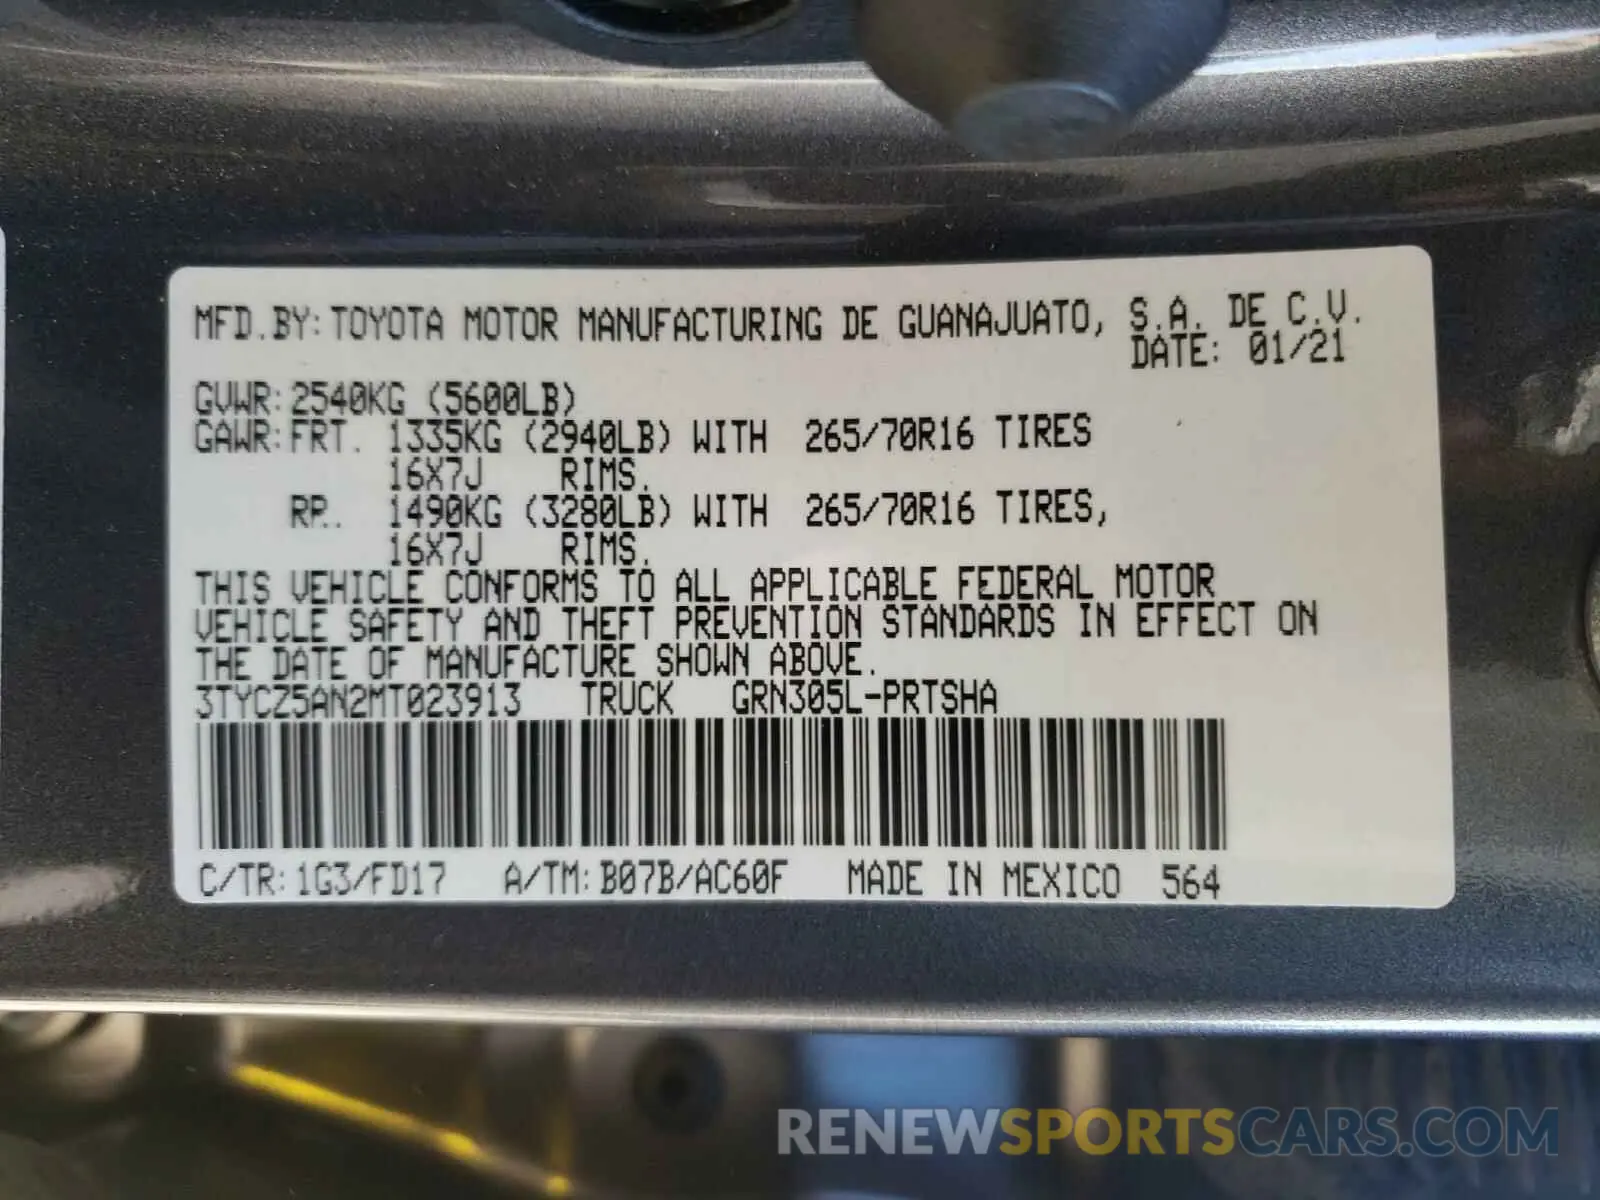 MFD.BY:TOYOTA MOTOR MANUFACTURING DE GUANAJUATO, S.A. DE C.V.
DATE: 01/21
GVWR:2540KG (5600LB)
GAWR:FRT. 1335KG (2940LB) WITH 265/70R16 TIRES
16X7J RIMS.
RR. 1490KG (3280LB) WITH 265/70R16 TIRES,
16X7J RIMS.
THIS VEHICLE CONFORMS TO ALL APPLICABLE FEDERAL MOTOR
VEHICLE SAFETY AND THEFT PREVENTION STANDARDS IN EFFECT ON
THE DATE OF MANUFACTURE SHOWN ABOVE.
3TYCZ5AN2MT023913 TRUCK GRN305L-PRTSHA
C/TR:1G3/FD17 A/TM:B07B/AC60F MADE IN MEXICO 564
RENEWSPORTSCARS.COM